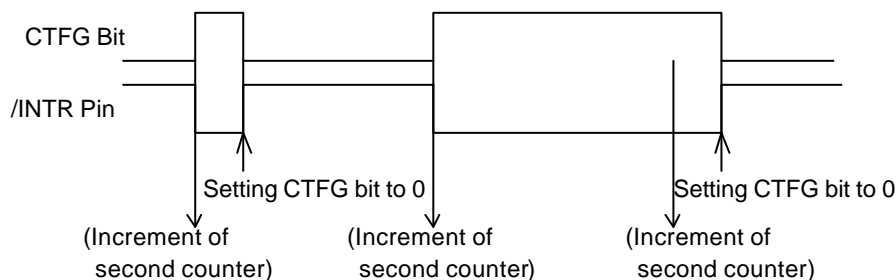 CTFG Bit
/INTR Pin
Setting CTFG bit to 0
Setting CTFG bit to 0
(Increment of
second counter)
(Increment of
second counter)
(Increment of
second counter)